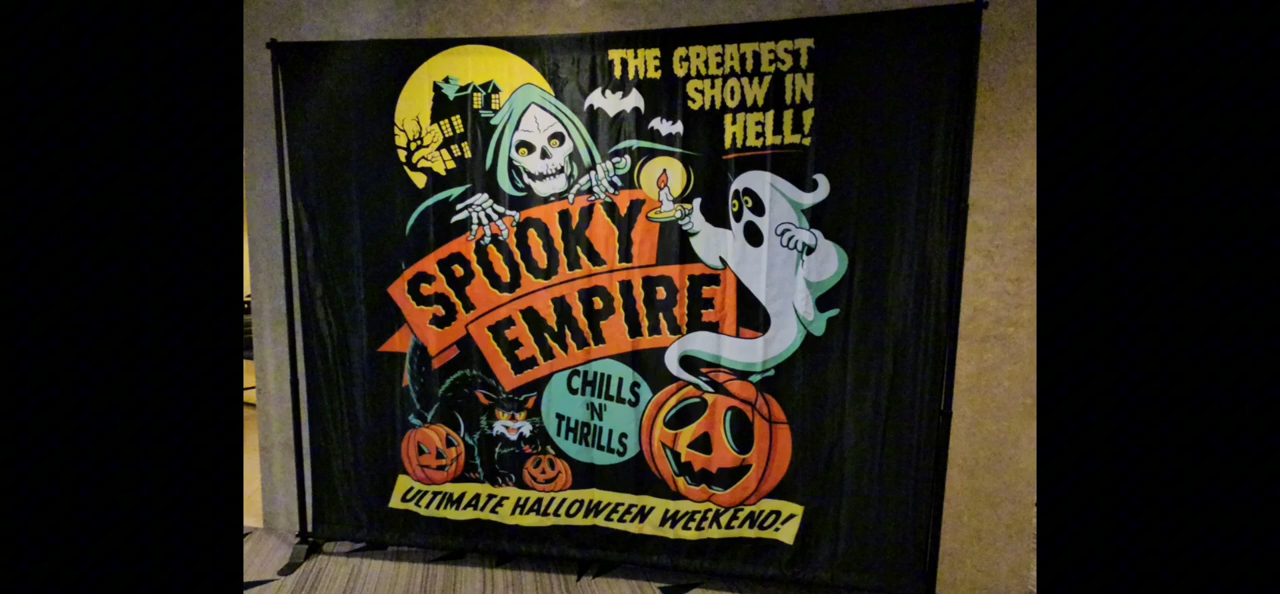 THE GREATEST
SHOW IN
HELL!
SPOOKY
EMPIRE
CHILLS
'N'
THRILLS
ULTIMATE HALLOWEEN WEEKEND!